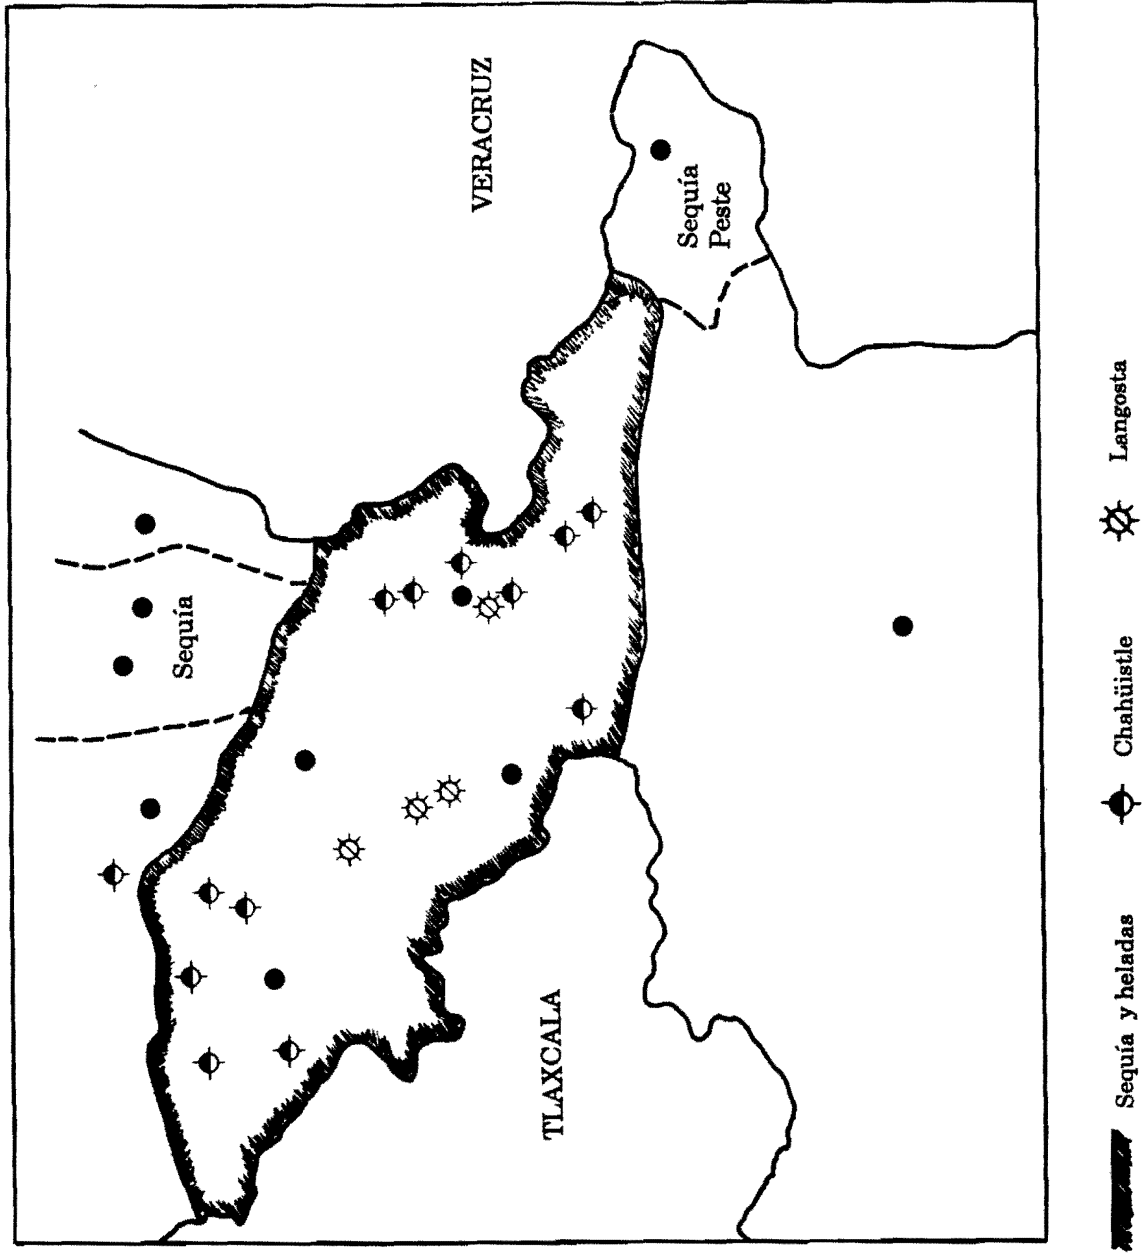 VERACRUZ
Sequía
Peste
Sequía
TLAXCALA
Sequía y heladas
Chahüistle
Langosta